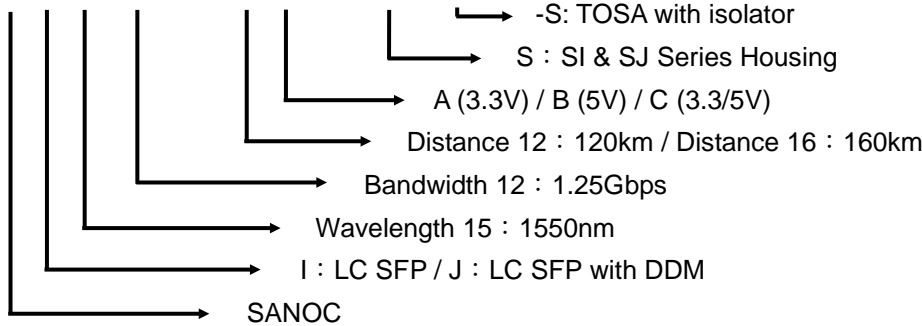 -S: TOSA with isolator
S：SI & SJ Series Housing
A (3.3V) / B (5V) / C (3.3/5V)
Distance 12：120km / Distance 16：160km
Bandwidth 12：1.25Gbps
Wavelength 15：1550nm
I：LC SFP / J：LC SFP with DDM
SANOC